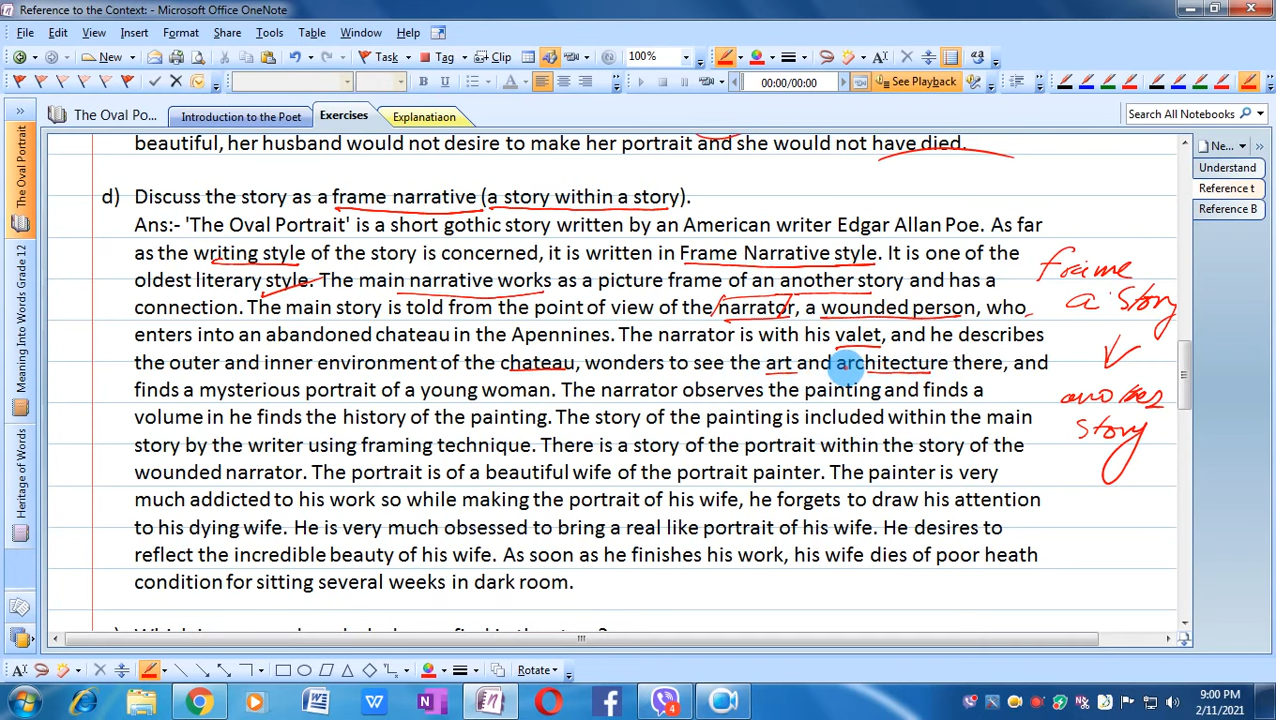 Reference to the Context: - Microsoft Office OneNote
File Edit View Insert Format Share Tools Table Window Help
New Task Tag Clip 100%
00:00/00:00 See Playback
The Oval Po... Introduction to the Poet Exercises Explanatiaon Search All Notebooks
New
Understand
Reference t
Reference B
The Oval Portrait
Meaning Into Words Grade 12
Heritage of Words
beautiful, her husband would not desire to make her portrait and she would not have died.
d) Discuss the story as a frame narrative (a story within a story).
Ans:- 'The Oval Portrait' is a short gothic story written by an American writer Edgar Allan Poe. As far
as the writing style of the story is concerned, it is written in Frame Narrative style. It is one of the
oldest literary style. The main narrative works as a picture frame of an another story and has a
connection. The main story is told from the point of view of the narrator, a wounded person, who
enters into an abandoned chateau in the Apennines. The narrator is with his valet, and he describes
the outer and inner environment of the chateau, wonders to see the art and architecture there, and
finds a mysterious portrait of a young woman. The narrator observes the painting and finds a
volume in he finds the history of the painting. The story of the painting is included within the main
story by the writer using framing technique. There is a story of the portrait within the story of the
wounded narrator. The portrait is of a beautiful wife of the portrait painter. The painter is very
much addicted to his work so while making the portrait of his wife, he forgets to draw his attention
to his dying wife. He is very much obsessed to bring a real like portrait of his wife. He desires to
reflect the incredible beauty of his wife. As soon as he finishes his work, his wife dies of poor heath
condition for sitting several weeks in dark room.
frame
a story
another
story
Rotate
9:00 PM
2/11/2021